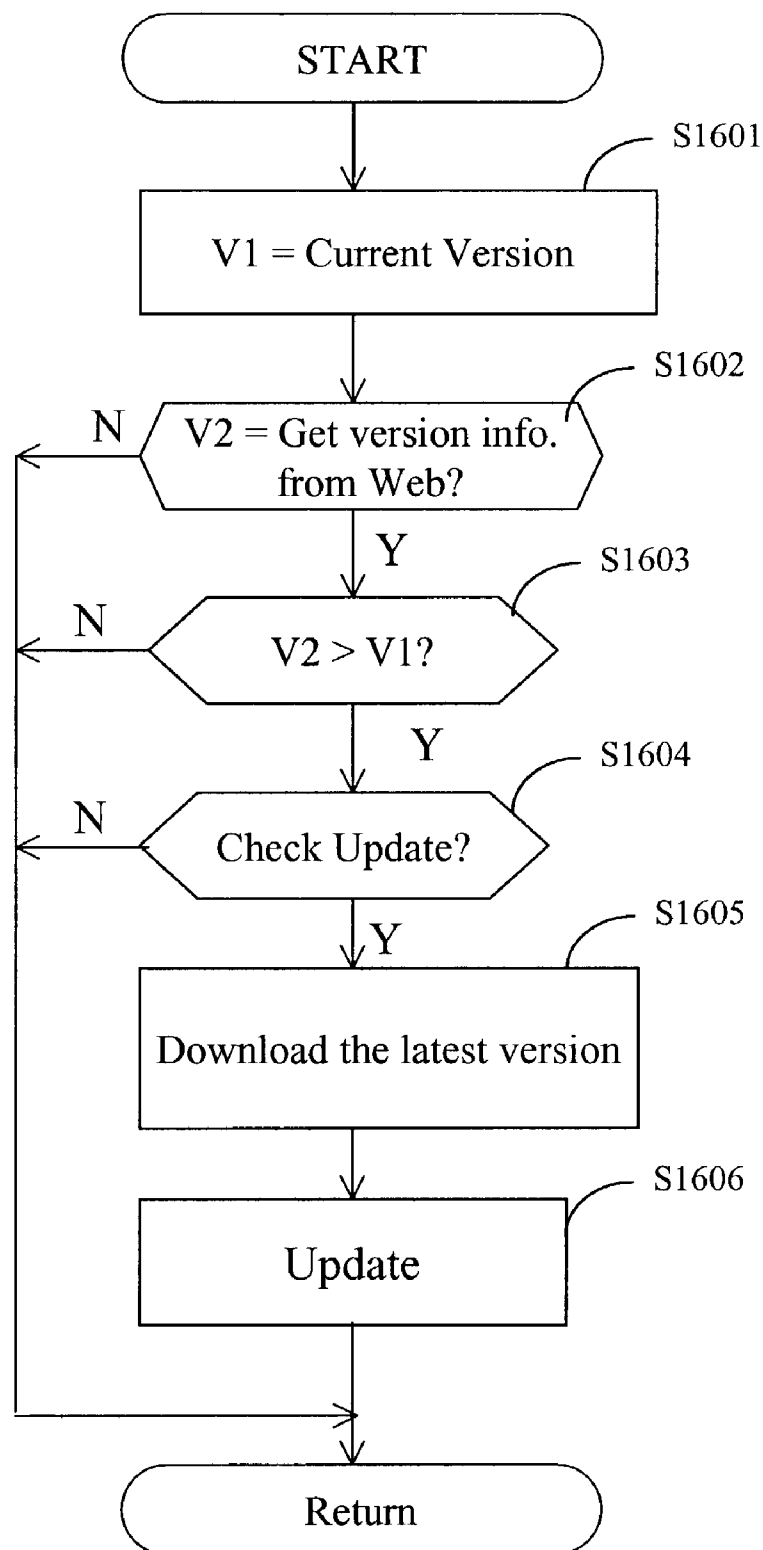 START
S1601
V1 = Current Version
S1602
N
V2 = Get version info.
from Web?
Y
S1603
N
V2 > V1?
Y
S1604
N
Check Update?
Y
S1605
Download the latest version
S1606
Update
Return